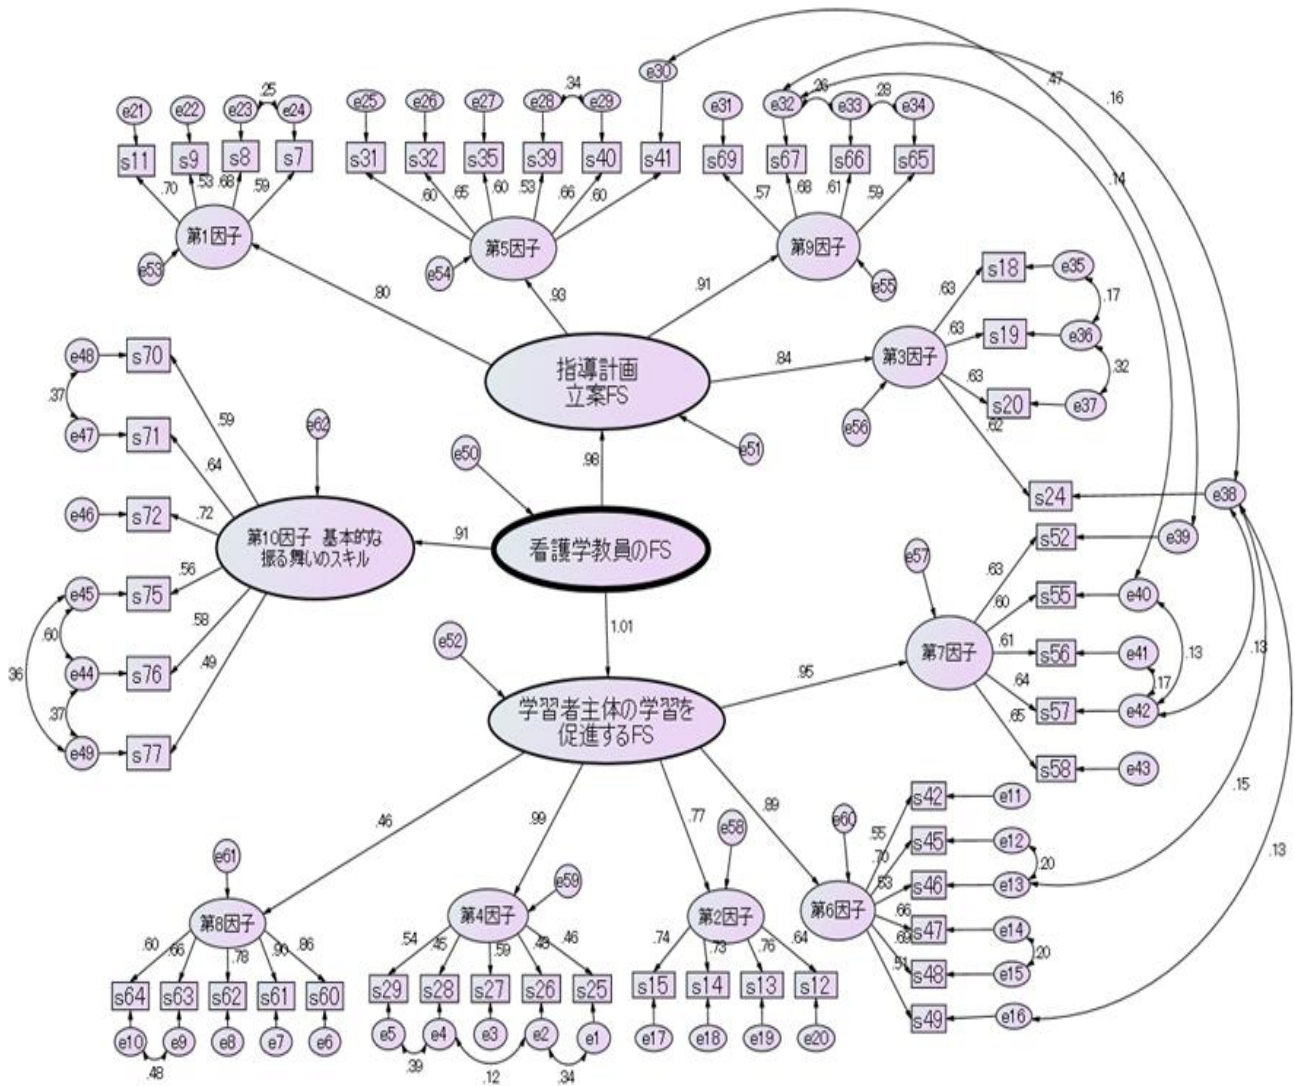 e30
.47
.16
e21 e22 e23 .25 e24
e25 e26 e27 e28 .34 e29
e31 e32 .26 e33 .28 e34
s11 s9 s8 s7
s31 s32 s35 s39 s40 s41
s69 s67 s66 s65
.70 .53 .68 .59
.60 .65 .60 .53 .66 .60
.57 .68 .61 .59
.14
第1因子
第5因子
第9因子
e53
e54
e55
.80
.93
.91
s18 e35
.63
.17
s19 e36
.63
第3因子
.32
.63
s20 e37
.62
e56
.84
指導計画
立案FS
e51
e48 s70
.37
e47 s71
.59
.64
e62
e50
.98
s24 e38
e46 s72
.72
第10因子 基本的な
振る舞いのスキル
.91
看護学教員のFS
s52 e39
e57
.63
e45 s75
.56
.60
.58
s55 e40
.60
.61
s56 e41
.13
.13
第7因子
.17
.64
s57 e42
.65
s58 e43
.36
e44 s76
.49
.37
e49 s77
1.01
e52
.95
学習者主体の学習を
促進するFS
.46
.99
.77
.89
s42 e11
.15
.55
s45 e12
.70
.20
.53
s46 e13
.13
e60
第6因子
.66
s47 e14
.69
.20
s48 e15
.51
s49 e16
e61
e59
e58
第8因子
第4因子
第2因子
.60 .66 .78 .90 .86
.54 .45 .59 .48 .46
.74 .73 .76 .64
s64 s63 s62 s61 s60
s29 s28 s27 s26 s25
s15 s14 s13 s12
e10 e9 e8 e7 e6
e5 e4 e3 e2 e1
e17 e18 e19 e20
.48
.39 .12 .34